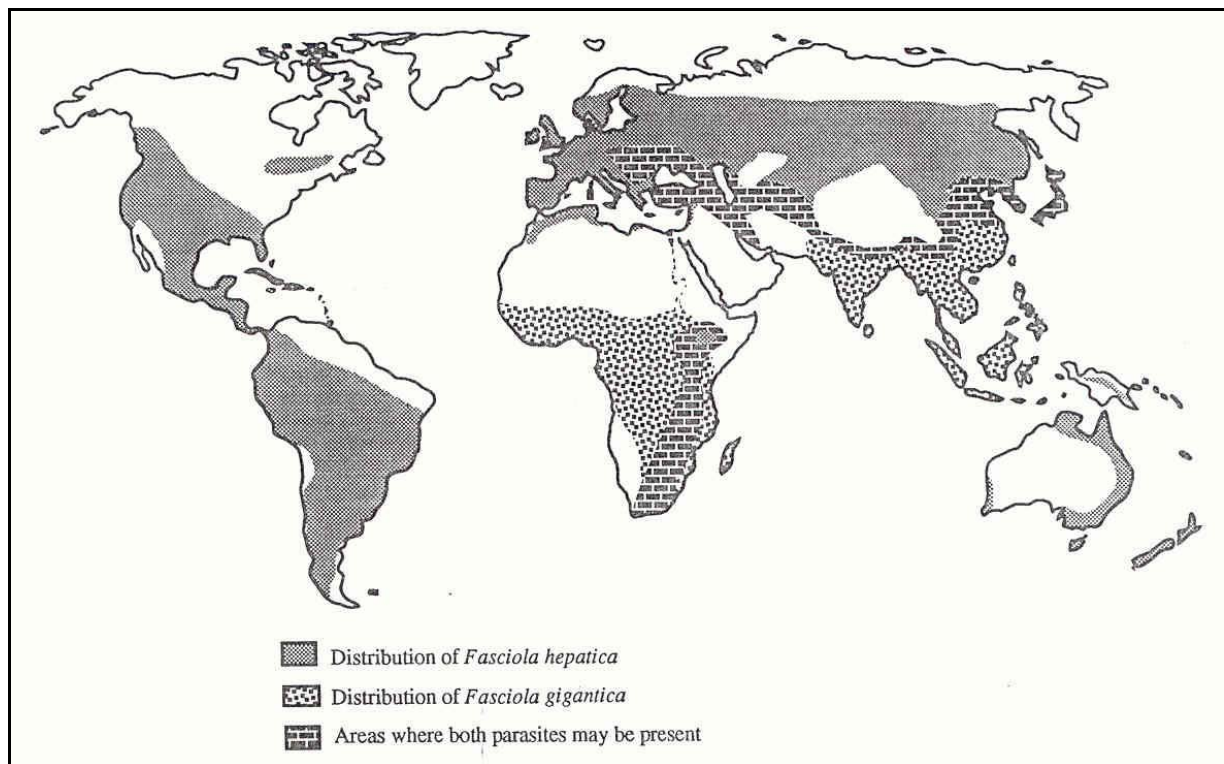 Distribution of Fasciola hepatica
Distribution of Fasciola gigantica
Areas where both parasites may be present